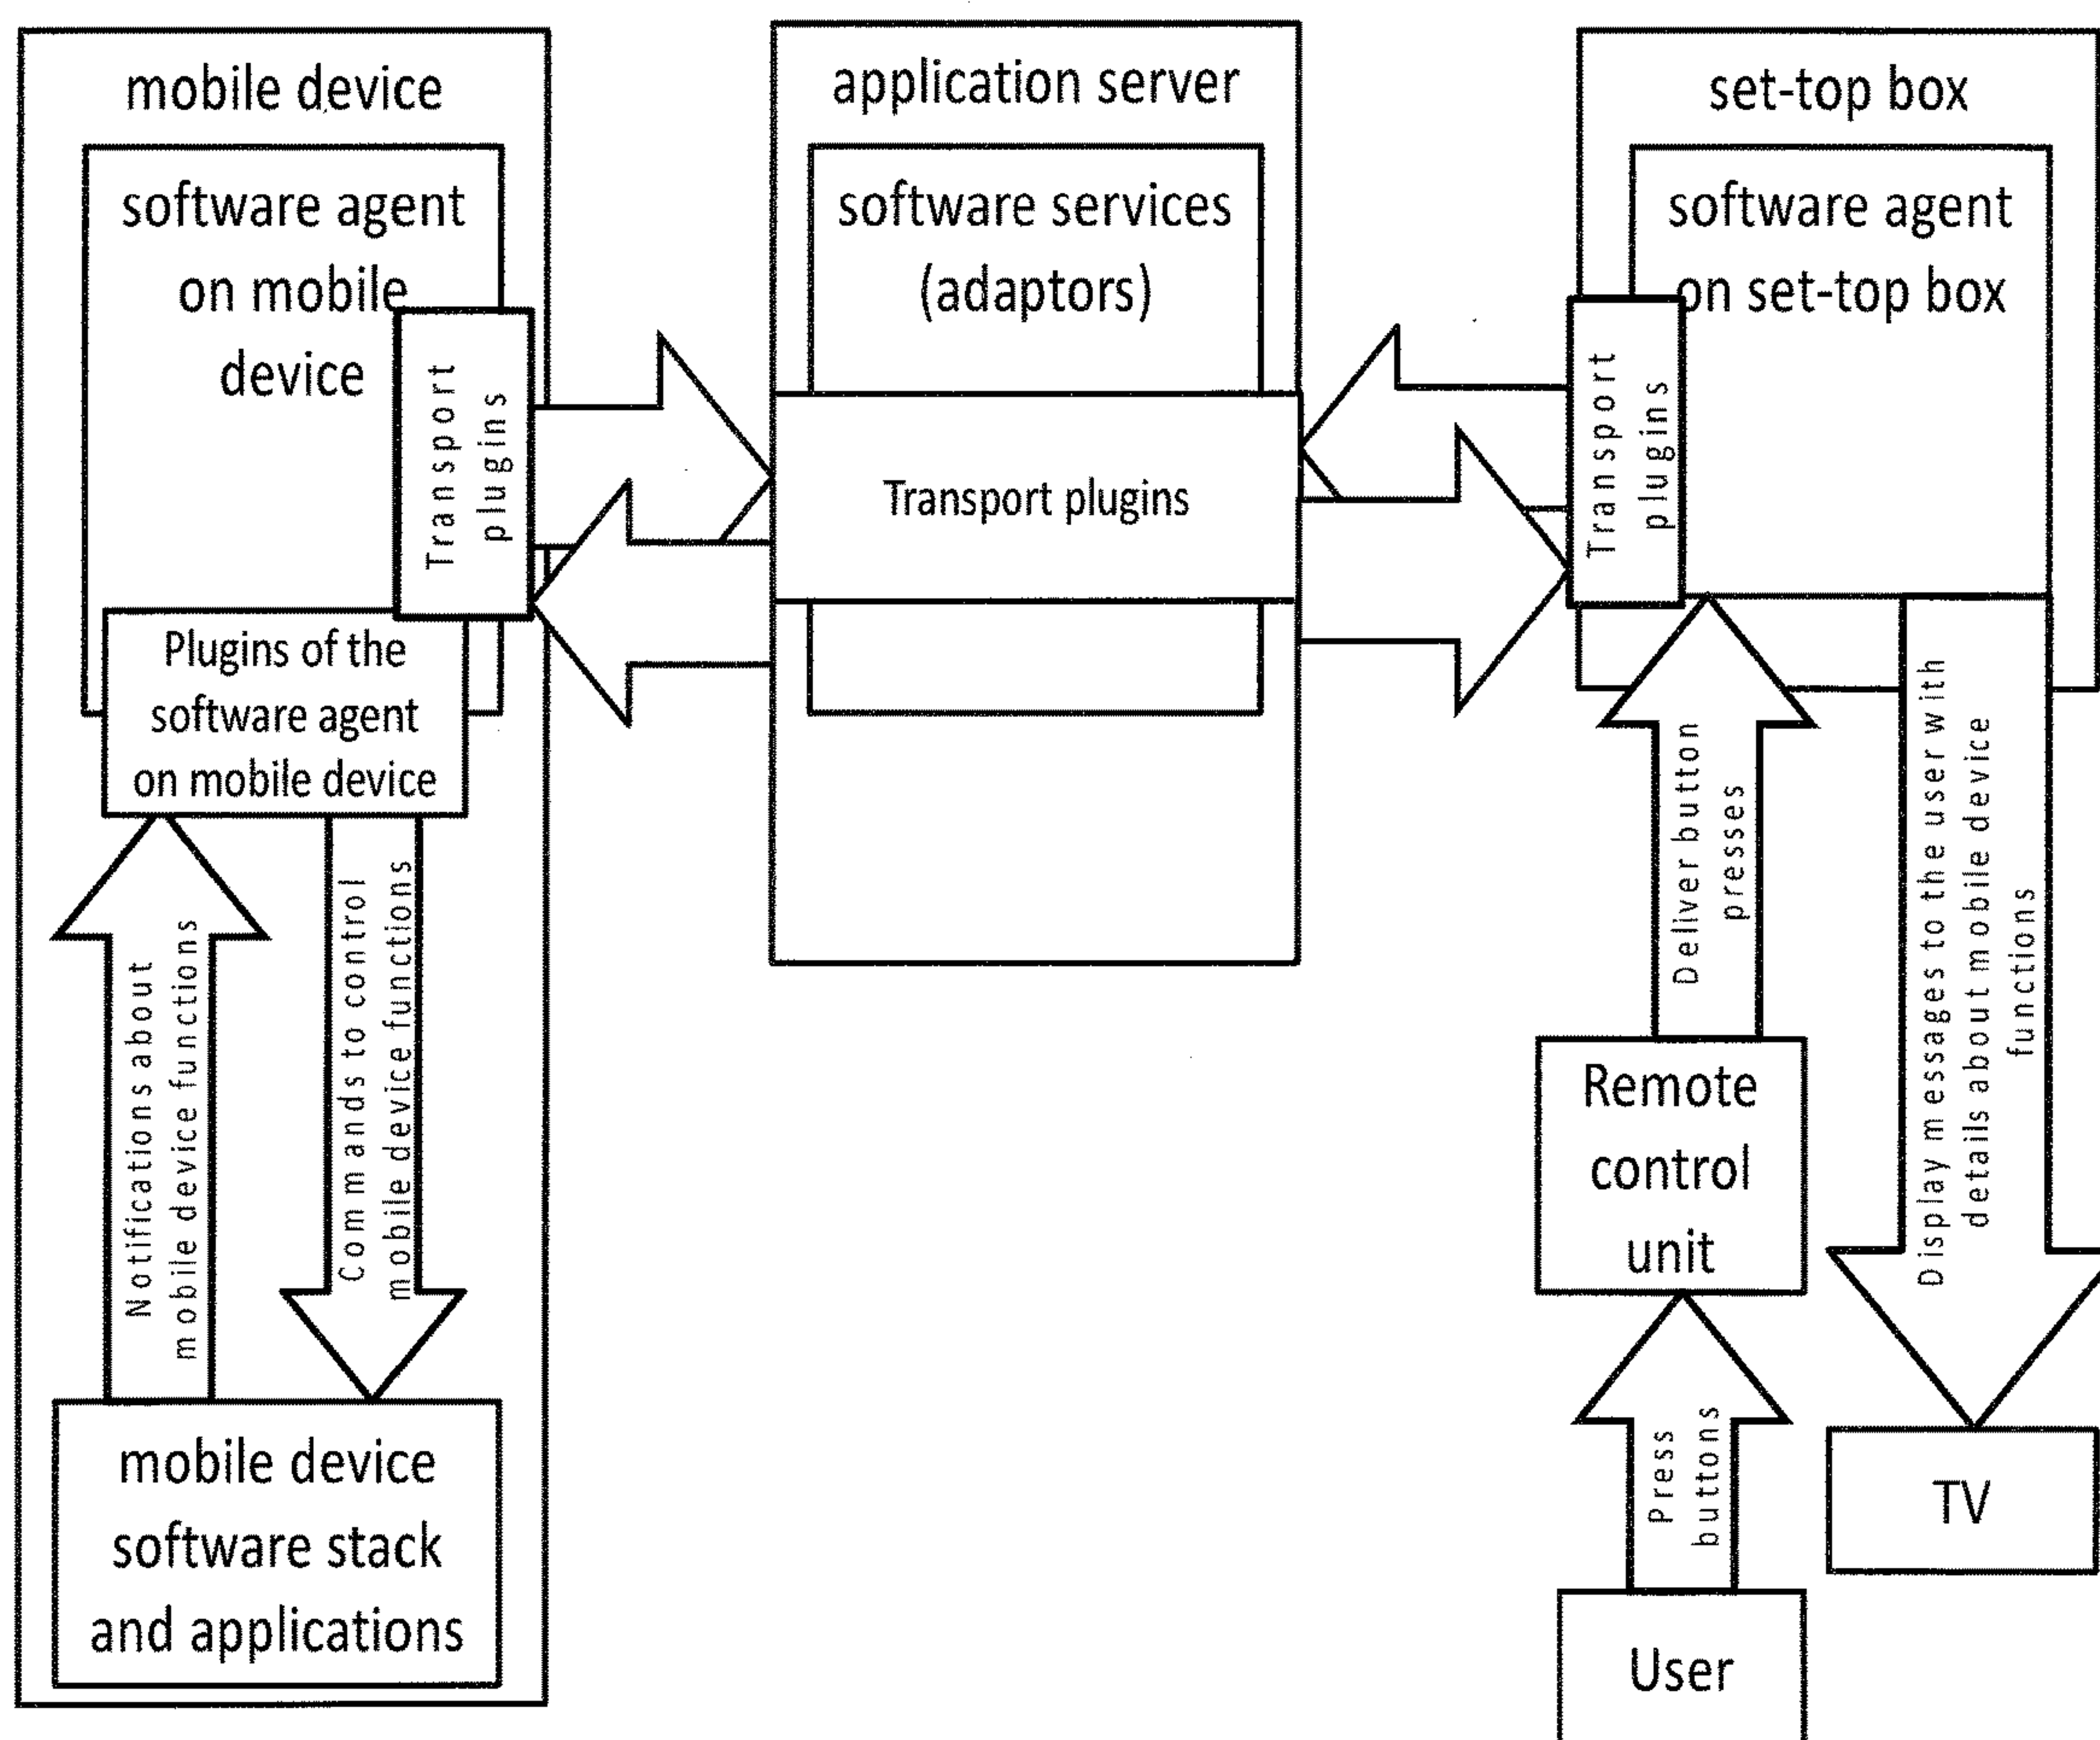 mobile device
software agent
on mobile
device
Transport
plugins
Plugins of the
software agent
on mobile device
Notifications about
mobile device functions
Commands to control
mobile device functions
mobile device
software stack
and applications
application server
software services
(adaptors)
Transport plugins
set-top box
software agent
on set-top box
Transport
plugins
Deliver button
presses
Display messages to the user with
details about mobile device
functions
Remote
control
unit
Press
buttons
TV
User